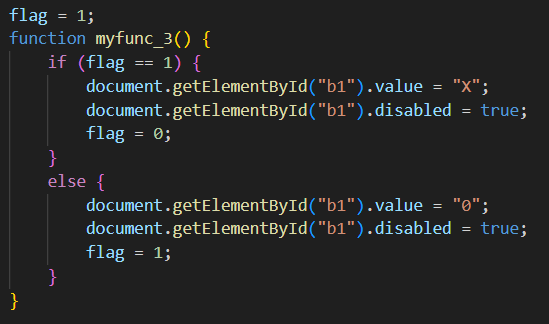 flag = 1;
function myfunc_3() {
    if (flag == 1) {
        document.getElementById("b1").value = "X";
        document.getElementById("b1").disabled = true;
        flag = 0;
    }
    else {
        document.getElementById("b1").value = "0";
        document.getElementById("b1").disabled = true;
        flag = 1;
    }
}